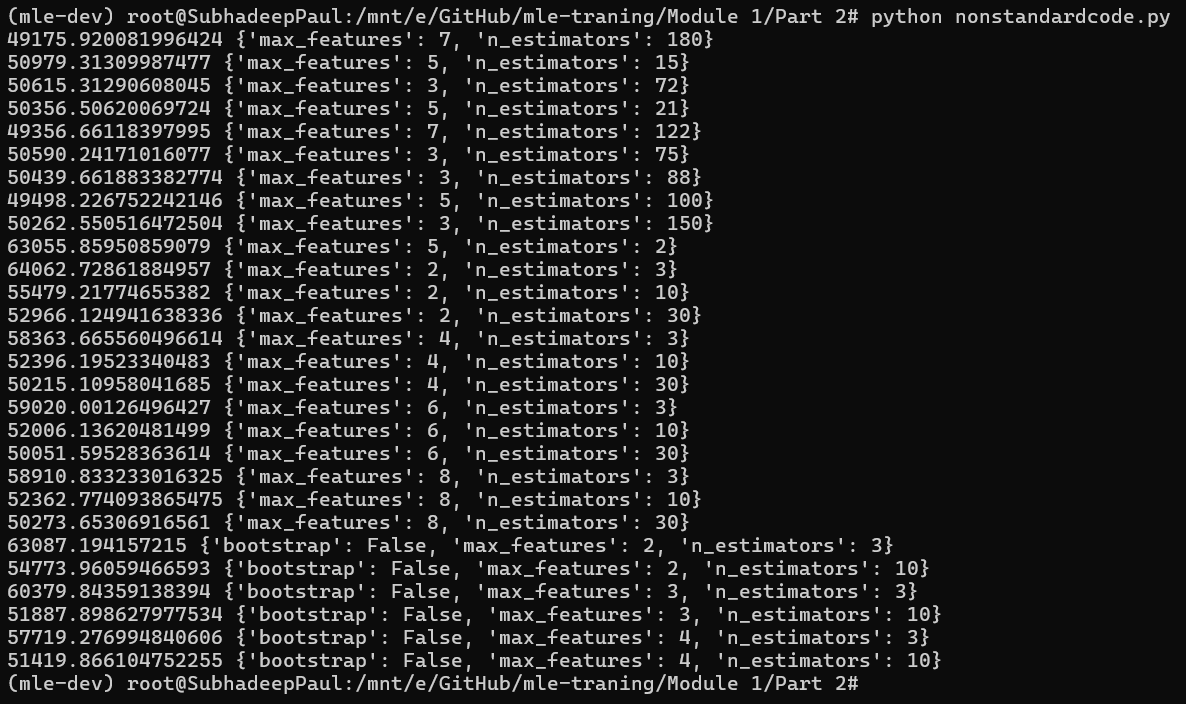 (mle-dev) root@SubhadeepPaul:/mnt/e/GitHub/mle-traning/Module 1/Part 2# python nonstandardcode.py
49175.920081996424 {'max_features': 7, 'n_estimators': 180}
50979.31309987477 {'max_features': 5, 'n_estimators': 15}
50615.31290608045 {'max_features': 3, 'n_estimators': 72}
50356.50620069724 {'max_features': 5, 'n_estimators': 21}
49356.66118397995 {'max_features': 7, 'n_estimators': 122}
50590.24171016077 {'max_features': 3, 'n_estimators': 75}
50439.661883382774 {'max_features': 3, 'n_estimators': 88}
49498.226752242146 {'max_features': 5, 'n_estimators': 100}
50262.550516472504 {'max_features': 3, 'n_estimators': 150}
63055.85950859079 {'max_features': 5, 'n_estimators': 2}
64062.72861884957 {'max_features': 2, 'n_estimators': 3}
55479.21774655382 {'max_features': 2, 'n_estimators': 10}
52966.124941638336 {'max_features': 2, 'n_estimators': 30}
58363.665560496614 {'max_features': 4, 'n_estimators': 3}
52396.19523340483 {'max_features': 4, 'n_estimators': 10}
50215.10958041685 {'max_features': 4, 'n_estimators': 30}
59020.00126496427 {'max_features': 6, 'n_estimators': 3}
52006.13620481499 {'max_features': 6, 'n_estimators': 10}
50051.59528363614 {'max_features': 6, 'n_estimators': 30}
58910.833233016325 {'max_features': 8, 'n_estimators': 3}
52362.774093865475 {'max_features': 8, 'n_estimators': 10}
50273.65306916561 {'max_features': 8, 'n_estimators': 30}
63087.194157215 {'bootstrap': False, 'max_features': 2, 'n_estimators': 3}
54773.96059466593 {'bootstrap': False, 'max_features': 2, 'n_estimators': 10}
60379.84359138394 {'bootstrap': False, 'max_features': 3, 'n_estimators': 3}
51887.898627977534 {'bootstrap': False, 'max_features': 3, 'n_estimators': 10}
57719.276994840606 {'bootstrap': False, 'max_features': 4, 'n_estimators': 3}
51419.866104752255 {'bootstrap': False, 'max_features': 4, 'n_estimators': 10}
(mle-dev) root@SubhadeepPaul:/mnt/e/GitHub/mle-traning/Module 1/Part 2#